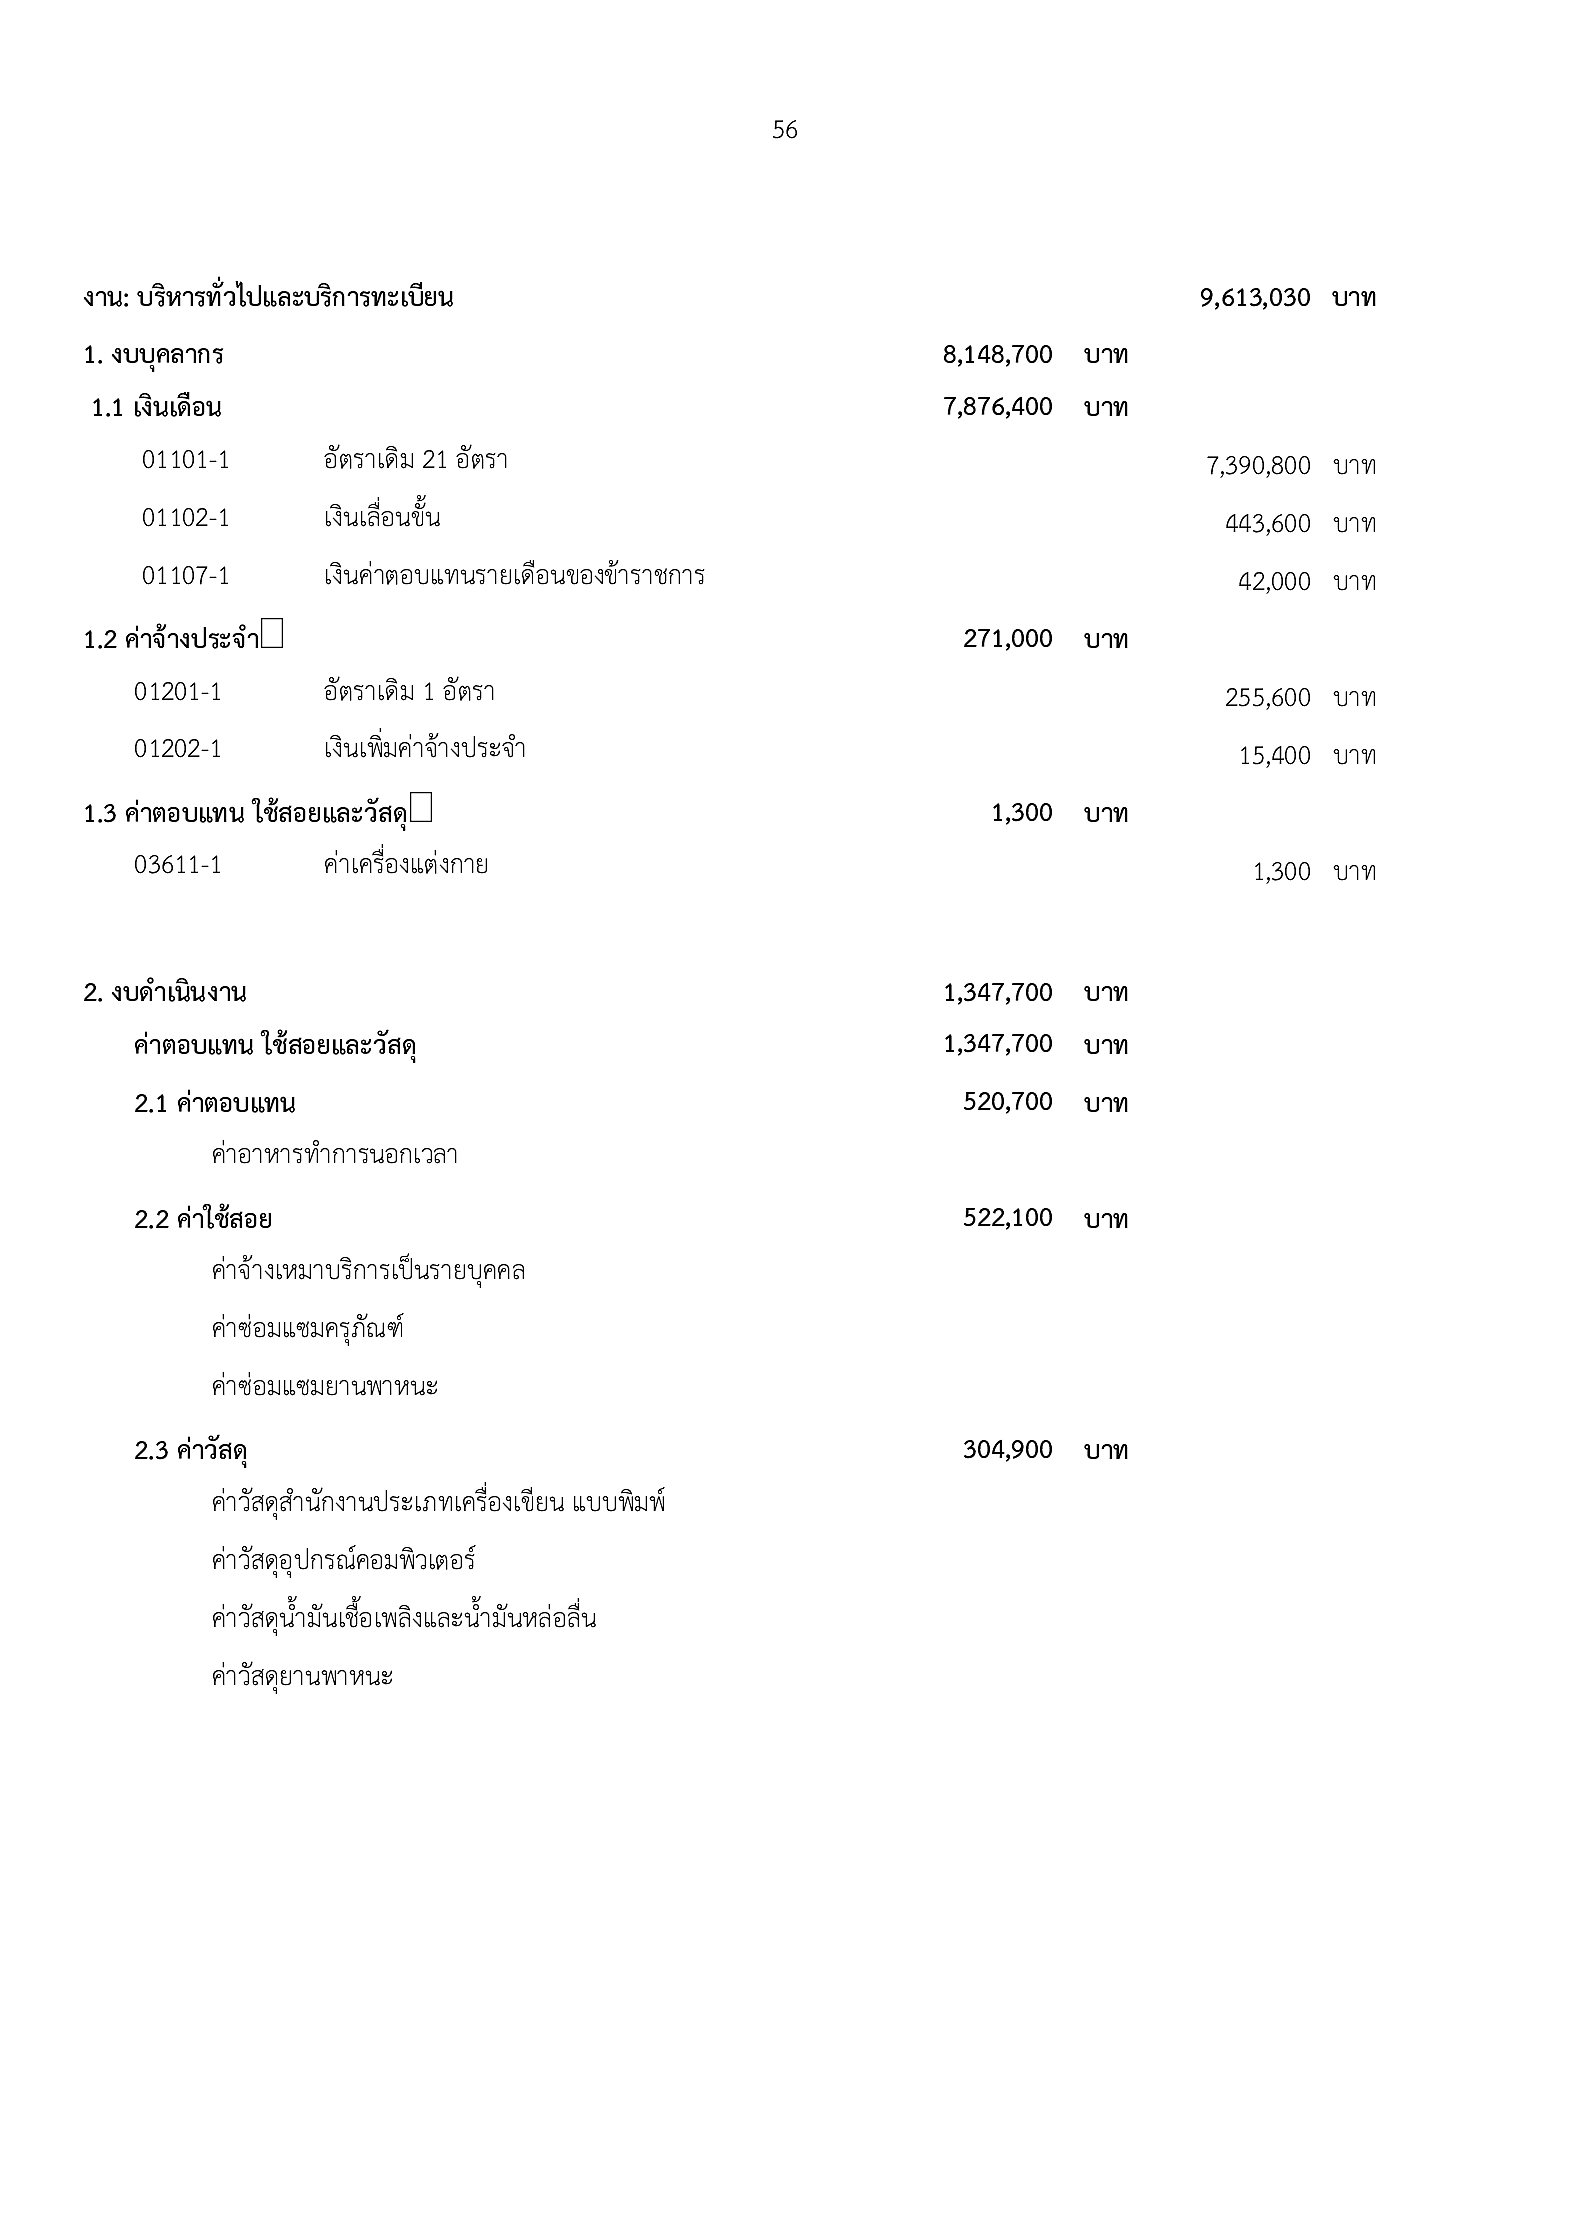 56
งาน: บริหารทั่วไปและบริการทะเบียน 9,613,030 บาท
1. งบบุคลากร 8,148,700 บาท
1.1 เงินเดือน 7,876,400 บาท
01101-1 อัตราเดิม 21 อัตรา 7,390,800 บาท
01102-1 เงินเลื่อนขั้น 443,600 บาท
01107-1 เงินค่าตอบแทนรายเดือนของข้าราชการ 42,000 บาท
1.2 ค่าจ้างประจำ 271,000 บาท
01201-1 อัตราเดิม 1 อัตรา 255,600 บาท
01202-1 เงินเพิ่มค่าจ้างประจำ 15,400 บาท
1.3 ค่าตอบแทน ใช้สอยและวัสดุ 1,300 บาท
03611-1 ค่าเครื่องแต่งกาย 1,300 บาท
2. งบดำเนินงาน 1,347,700 บาท
ค่าตอบแทน ใช้สอยและวัสดุ 1,347,700 บาท
2.1 ค่าตอบแทน 520,700 บาท
ค่าอาหารทำการนอกเวลา
2.2 ค่าใช้สอย 522,100 บาท
ค่าจ้างเหมาบริการเป็นรายบุคคล
ค่าซ่อมแซมครุภัณฑ์
ค่าซ่อมแซมยานพาหนะ
2.3 ค่าวัสดุ 304,900 บาท
ค่าวัสดุสำนักงานประเภทเครื่องเขียน แบบพิมพ์
ค่าวัสดุอุปกรณ์คอมพิวเตอร์
ค่าวัสดุน้ำมันเชื้อเพลิงและน้ำมันหล่อลื่น
ค่าวัสดุยานพาหนะ